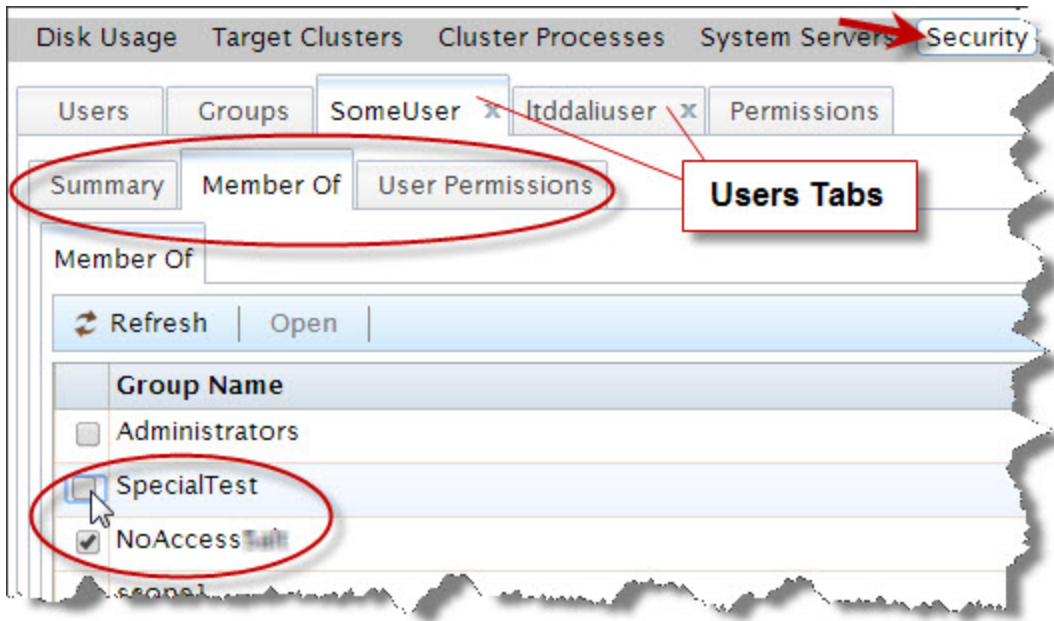 Disk Usage Target Clusters Cluster Processes System Servers Security
Users Groups SomeUser x ltddaliuser x Permissions
Summary Member Of User Permissions
Users Tabs
Member Of
Refresh Open
Group Name
Administrators
SpecialTest
NoAccess